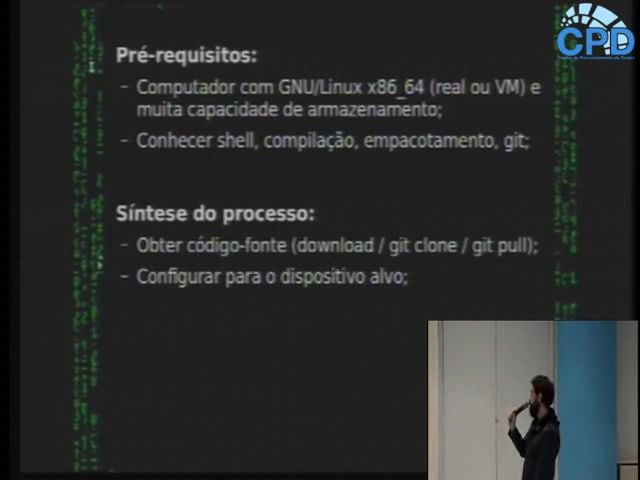 Pré-requisitos:
- Computador com GNU/Linux x86_64 (real ou VM) e
muita capacidade de armazenamento;
- Conhecer shell, compilação, empacotamento, git;
Síntese do processo:
- Obter código-fonte (download / git clone / git pull);
- Configurar para o dispositivo alvo;
CPD